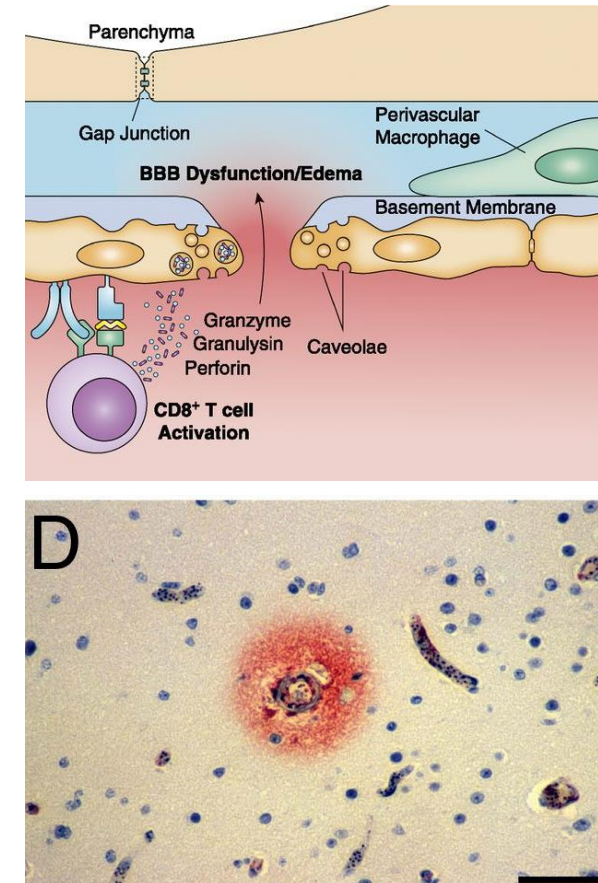 Parenchyma
Gap Junction
Perivascular
Macrophage
BBB Dysfunction/Edema
Basement Membrane
Granzyme
Granulysin
Perforin
Caveolae
CD8⁺ T cell
Activation
D